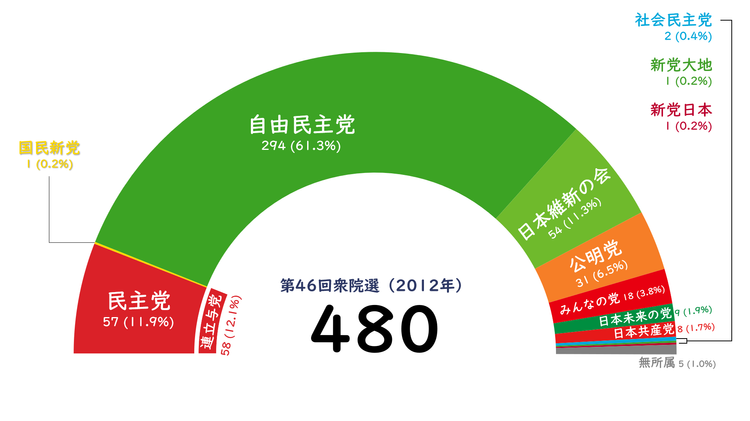 社会民主党
2 (0.4%)
新党大地
1 (0.2%)
新党日本
1 (0.2%)
自由民主党
294 (61.3%)
国民新党
1 (0.2%)
日本維新の会
54 (11.3%)
公明党
31 (6.5%)
民主党
57 (11.9%)
連立与党
58 (12.1%)
第46回衆院選（2012年）
480
みんなの党 18 (3.8%)
日本未来の党 9 (1.9%)
日本共産党 8 (1.7%)
無所属 5 (1.0%)